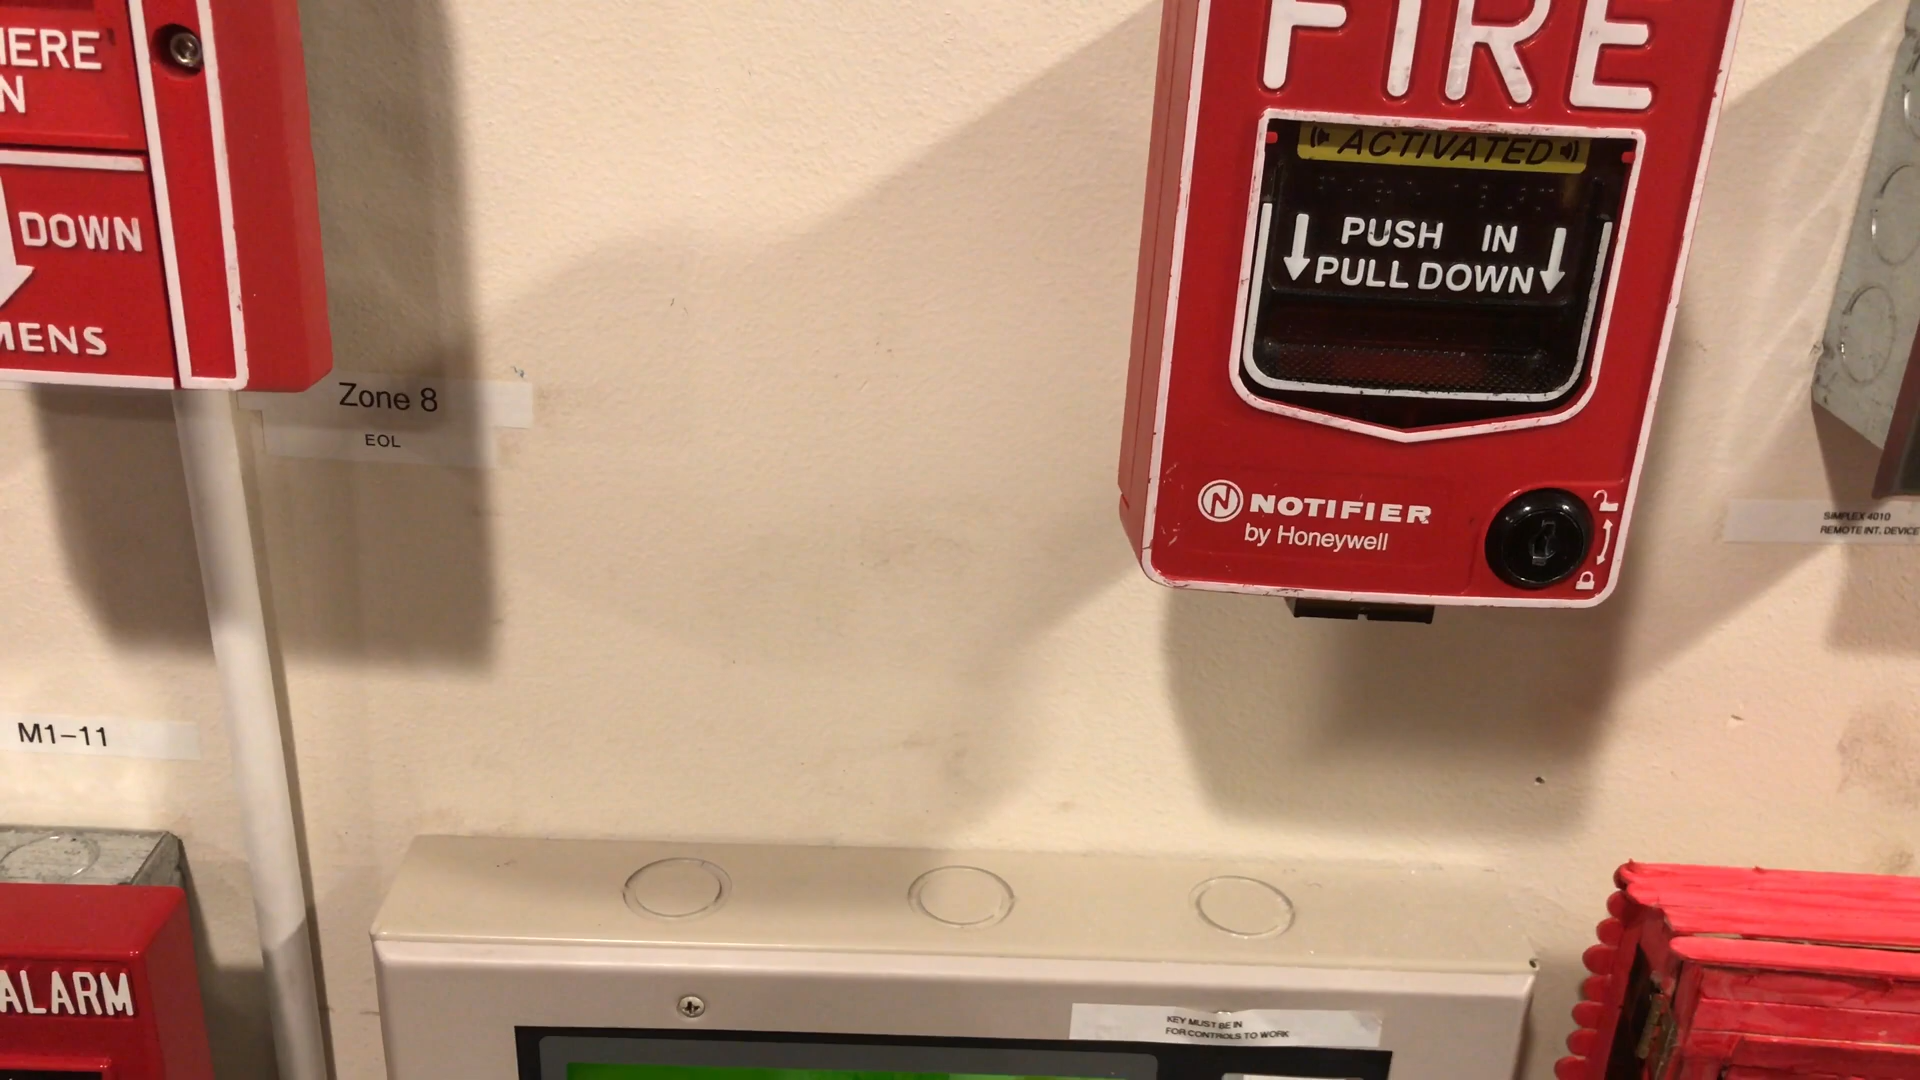 HERE
N
DOWN
MENS
Zone 8
EOL
M1-11
ALARM
FIRE
ACTIVATED
PUSH IN
PULL DOWN
N NOTIFIER
by Honeywell
SIMPLEX 4010
REMOTE INT. DEVICE
KEY MUST BE IN
FOR CONTROLS TO WORK